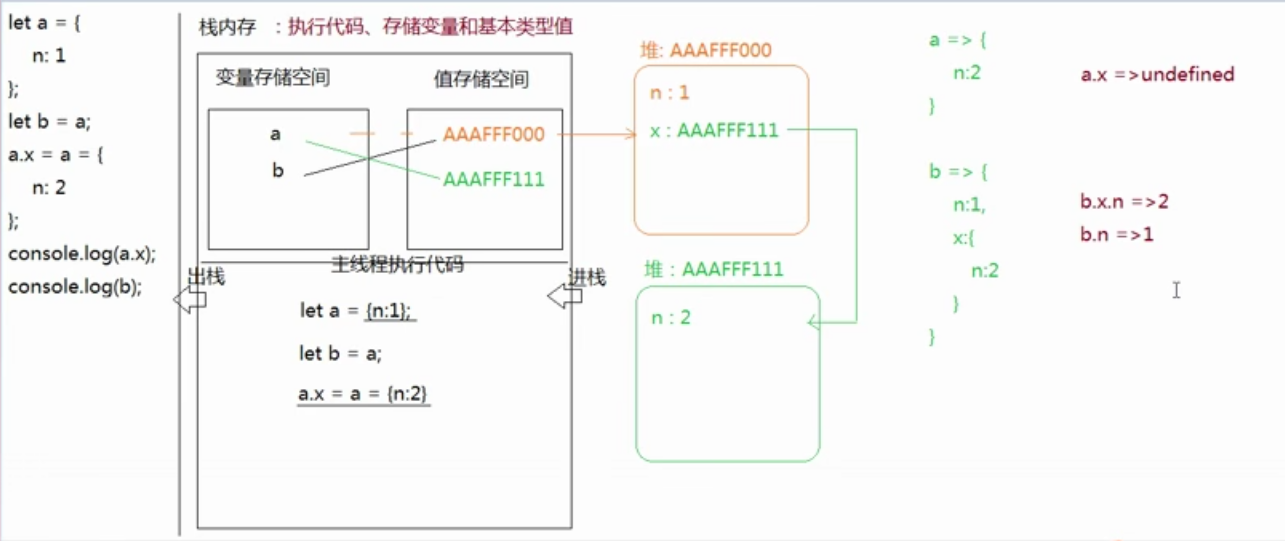 let a = {
n: 1
};
let b = a;
a.x = a = {
n: 2
};
console.log(a.x);
console.log(b);
栈内存 ：执行代码、存储变量和基本类型值
变量存储空间
值存储空间
a
b
AAAFFF000
AAAFFF111
主线程执行代码
出栈
进栈
let a = {n:1};
let b = a;
a.x = a = {n:2}
堆: AAAFFF000
n : 1
x : AAAFFF111
堆 : AAAFFF111
n : 2
a => {
n:2
}
a.x =>undefined
b => {
n:1,
x:{
n:2
}
}
b.x.n =>2
b.n =>1